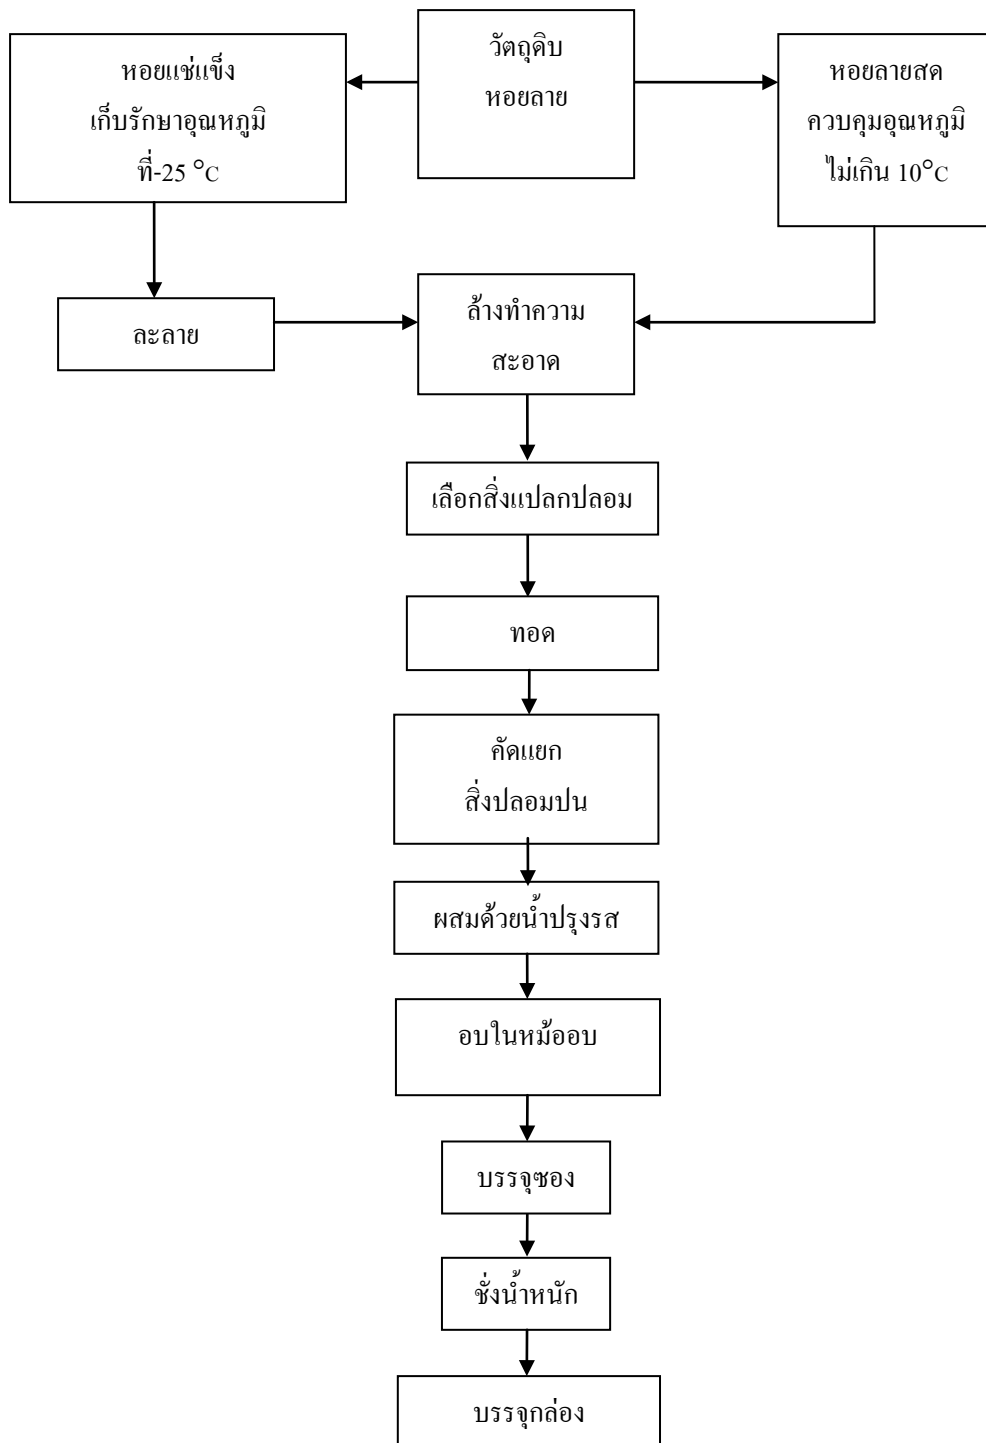 วัตถุดิบ
หอยลาย
หอยแช่แข็ง
เก็บรักษาอุณหภูมิ
ที่-25 °C
หอยลายสด
ควบคุมอุณหภูมิ
ไม่เกิน 10°C
ละลาย
ล้างทำความ
สะอาด
เลือกสิ่งแปลกปลอม
ทอด
คัดแยก
สิ่งปลอมปน
ผสมด้วยน้ำปรุงรส
อบในหม้ออบ
บรรจุซอง
ชั่งน้ำหนัก
บรรจุกล่อง